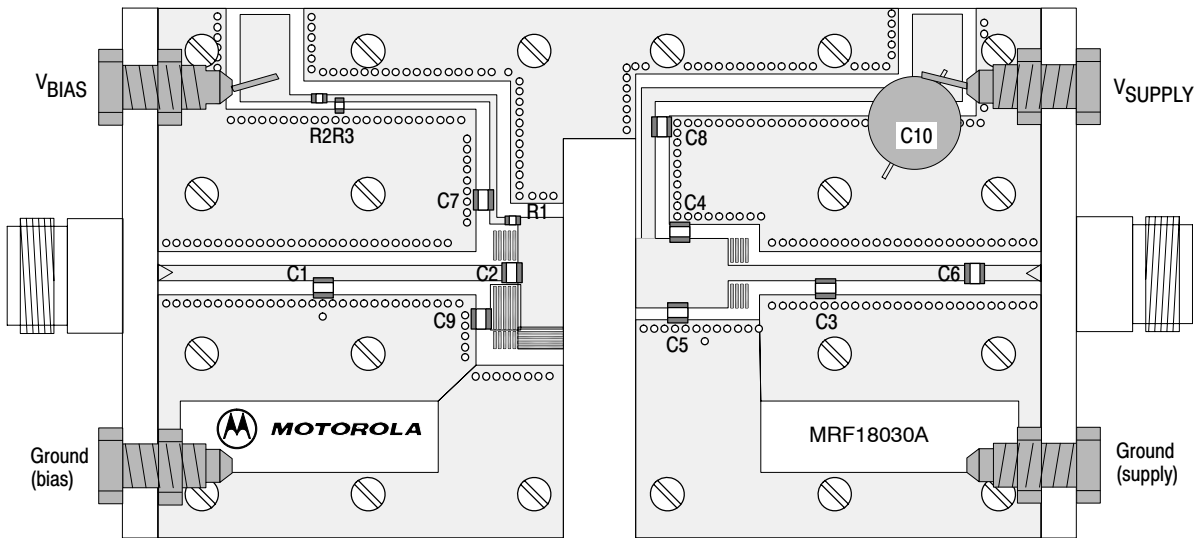 VBIAS
VSUPPLY
R2R3
C8
C10
C7
R1
C4
C1
C2
C6
C9
C3
C5
MOTOROLA
MRF18030A
Ground
(bias)
Ground
(supply)